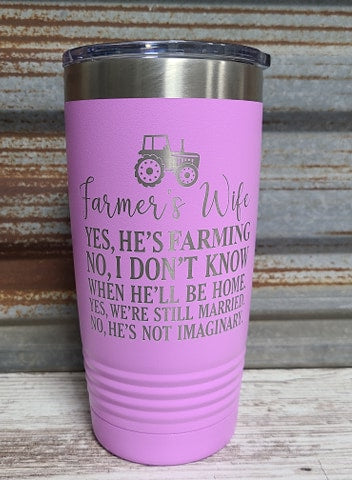 Farmer's Wife
YES, HE'S FARMING
NO, I DON'T KNOW
WHEN HE'LL BE HOME.
YES, WE'RE STILL MARRIED.
NO, HE'S NOT IMAGINARY.